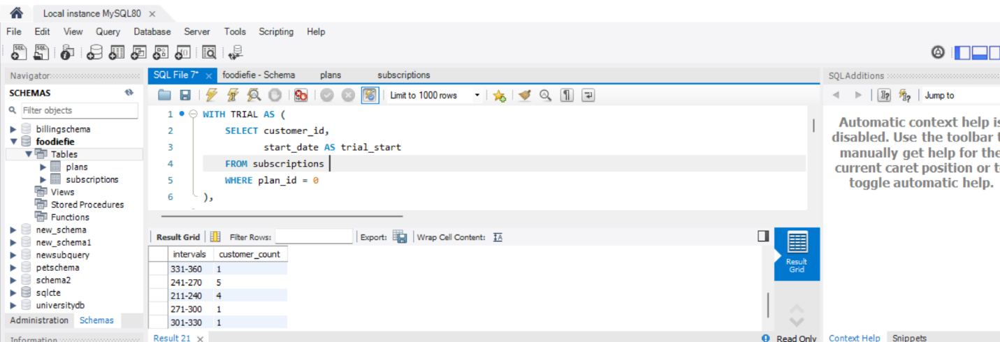 Local instance MySQL80 ×
File Edit View Query Database Server Tools Scripting Help
Navigator
SCHEMAS
Filter objects
billingschema
foodiefie
Tables
plans
subscriptions
Views
Stored Procedures
Functions
new_schema
new_schema1
newsubquery
petschema
schema2
sqlcte
universitydb
Administration Schemas
Information
SQL File 7* × foodiefie - Schema plans subscriptions
Limit to 1000 rows
1 WITH TRIAL AS (
2 SELECT customer_id,
3 start_date AS trial_start
4 FROM subscriptions
5 WHERE plan_id = 0
6 ),
Result Grid Filter Rows: Export: Wrap Cell Content: IA
intervals customer_count
331-360 1
241-270 5
211-240 4
271-300 1
301-330 1
Result
Grid
Result 21 × Read Only
SQLAdditions
Jump to
Automatic context help is
disabled. Use the toolbar
manually get help for the
current caret position or
toggle automatic help.
Context Help Snippets